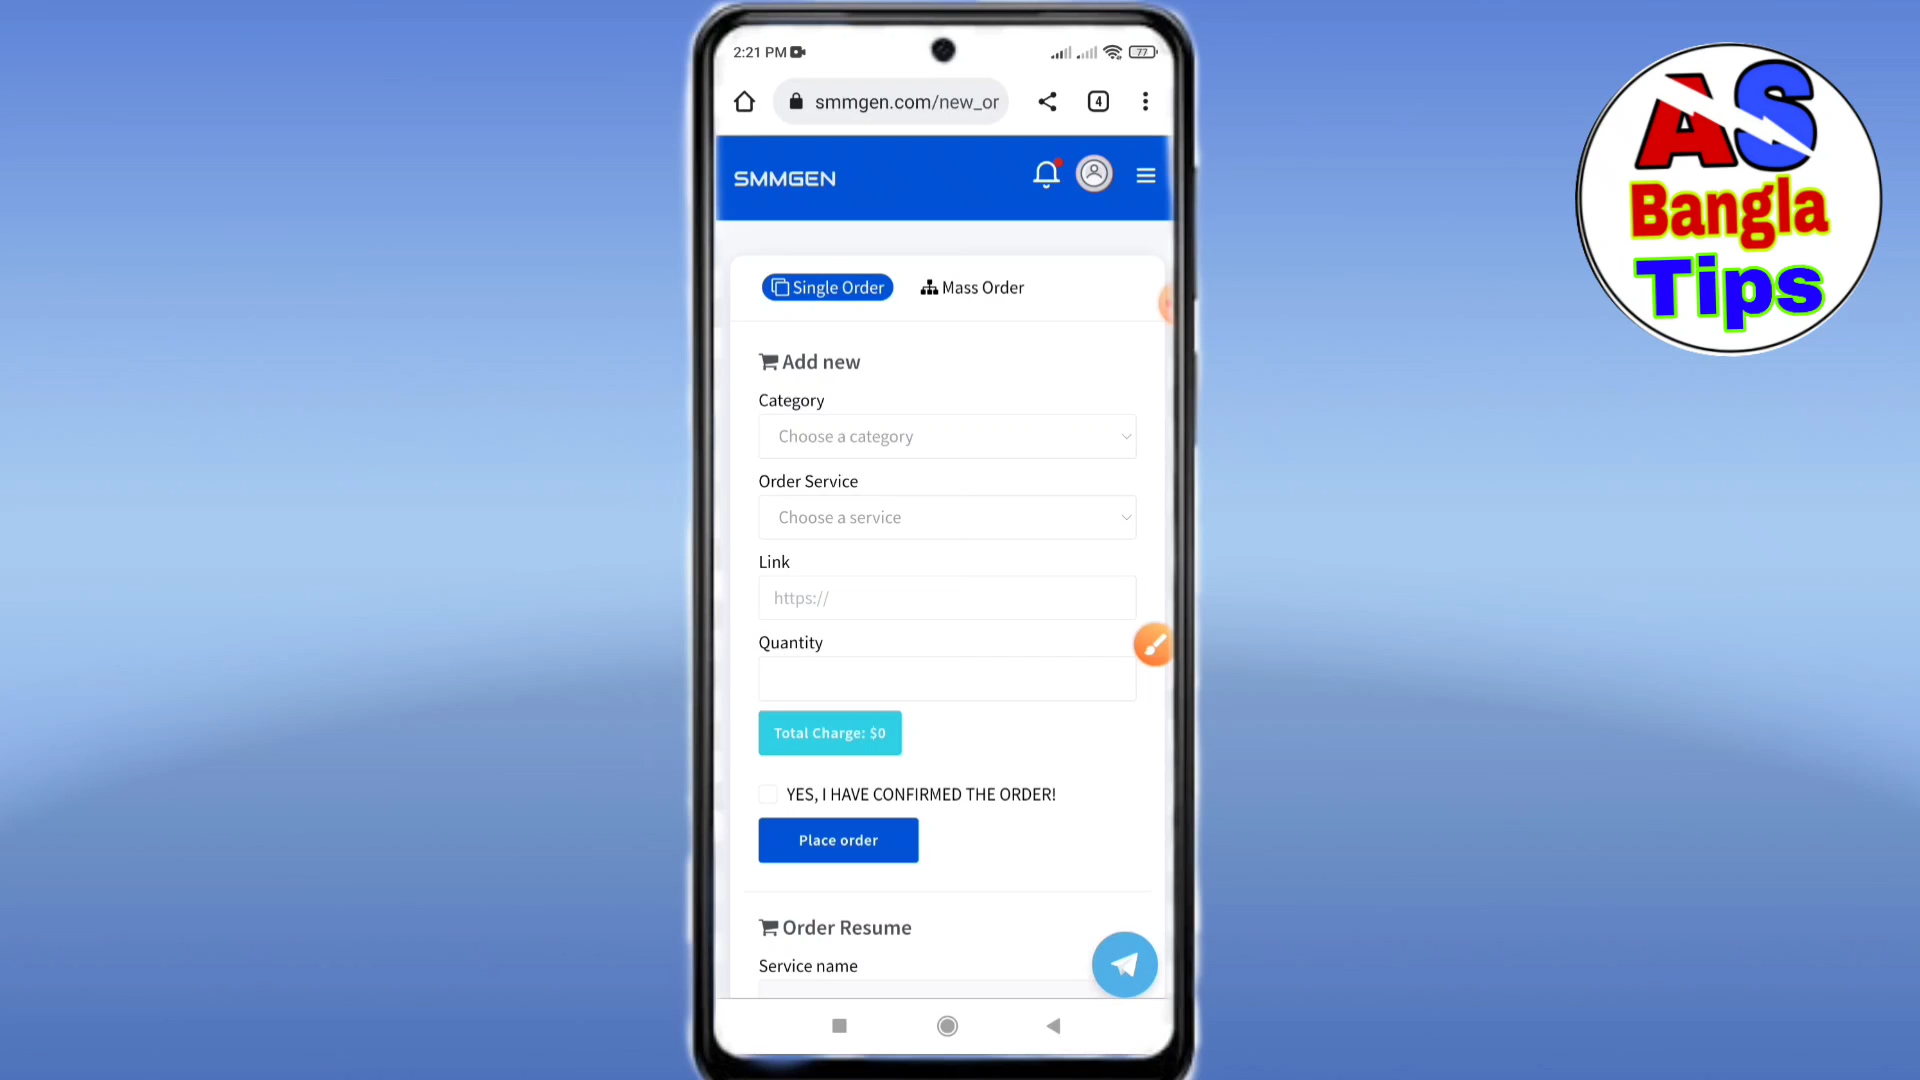 2:21 PM
77
smmgen.com/new_or
4
SMMGEN
Single Order
Mass Order
Add new
Category
Choose a category
Order Service
Choose a service
Link
https://
Quantity
Total Charge: $0
YES, I HAVE CONFIRMED THE ORDER!
Place order
Order Resume
Service name
AS
Bangla
Tips